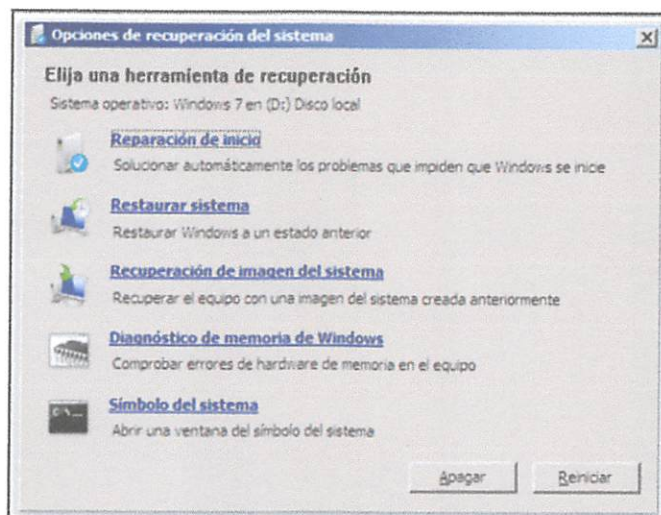 Opciones de recuperación del sistema
Elija una herramienta de recuperación
Sistema operativo: Windows 7 en (D:) Disco local
Reparación de inicio
Solucionar automáticamente los problemas que impiden que Windows se inicie
Restaurar sistema
Restaurar Windows a un estado anterior
Recuperación de imagen del sistema
Recuperar el equipo con una imagen del sistema creada anteriormente
Diagnóstico de memoria de Windows
Comprobar errores de hardware de memoria en el equipo
Símbolo del sistema
Abrir una ventana del símbolo del sistema
Apagar
Reiniciar